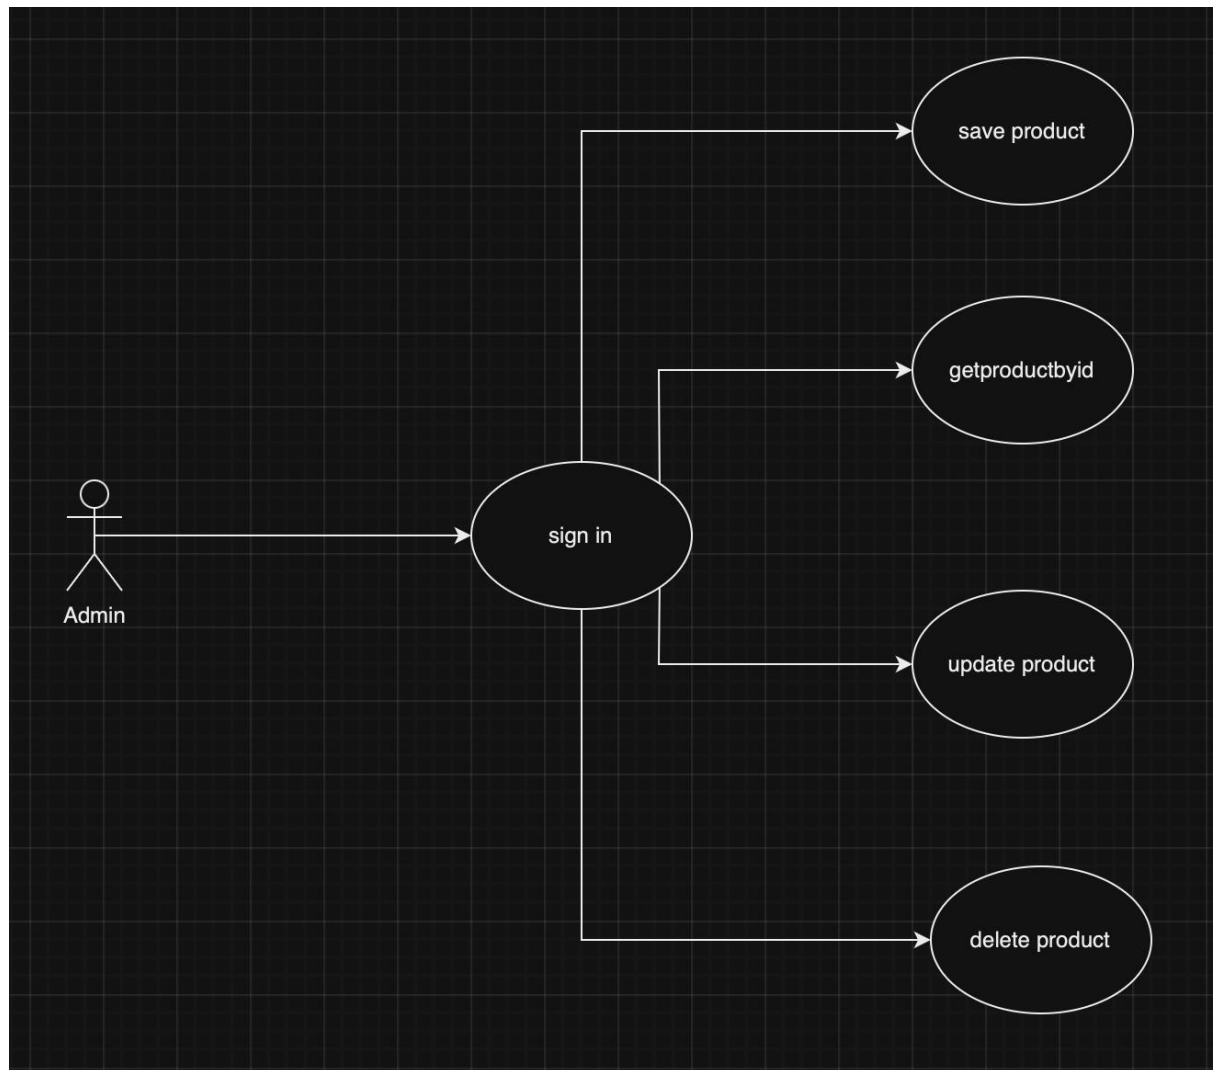 save product
getproductbyid
sign in
Admin
update product
delete product